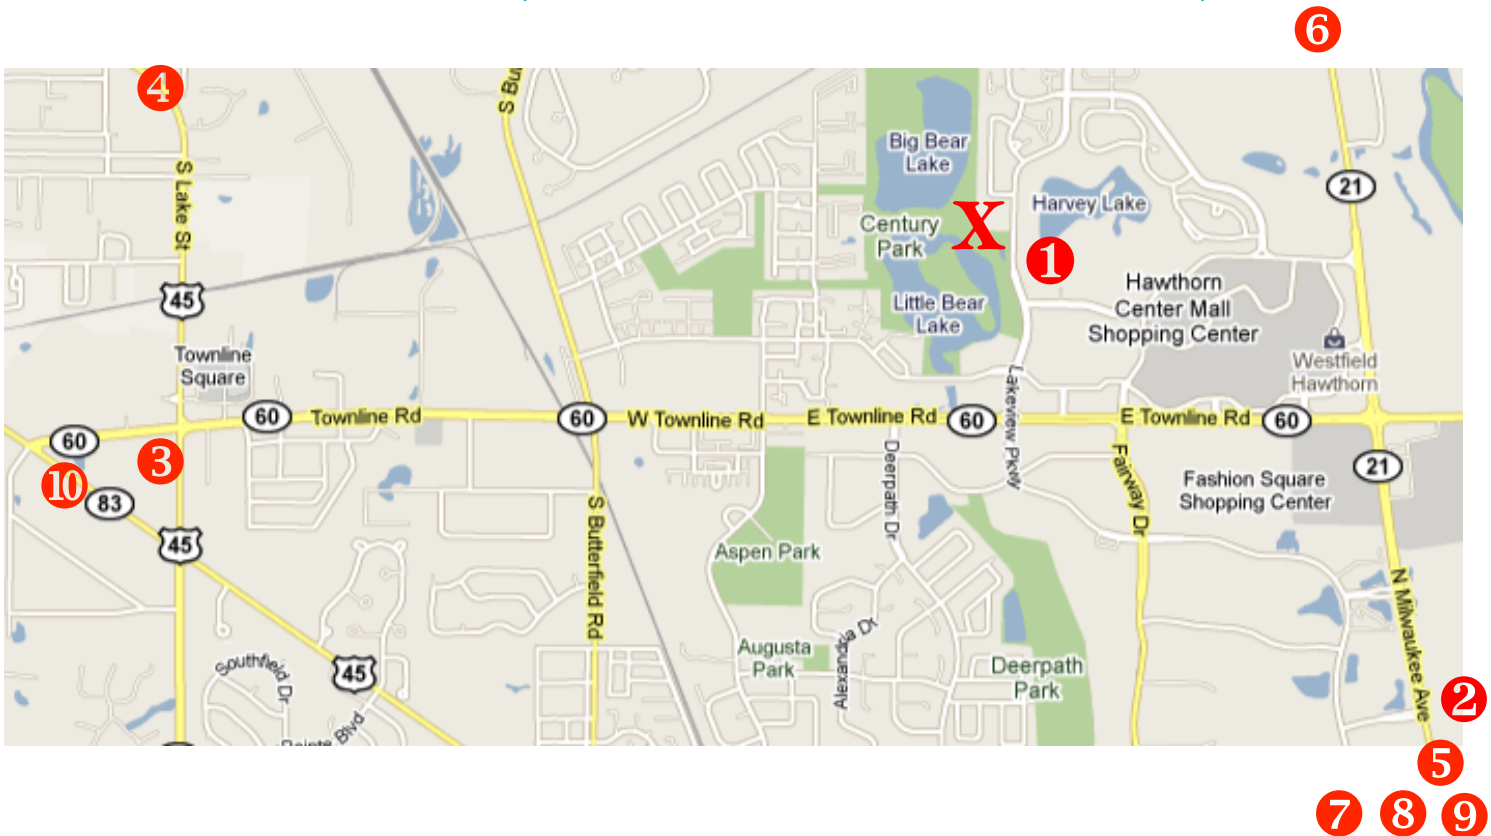 6
4
S Bu
Big Bear
Lake
S Lake St
21
X
Harvey Lake
Century
Park
1
45
Hawthorn
Center Mall
Shopping Center
Little Bear
Lake
Townline
Square
Westfield
Hawthorn
Lakeview Pkwy
60
Townline Rd
60
W Townline Rd
E Townline Rd
60
E Townline Rd
60
60
3
Deerpath Dr
Fairway Dr
21
Fashion Square
Shopping Center
10
83
S Butterfield Rd
45
Aspen Park
N Milwaukee Ave
Augusta
Park
Alexandria Dr
Southfield Dr
45
Deerpath
Park
2
Pointe Blvd
5
7
8
9